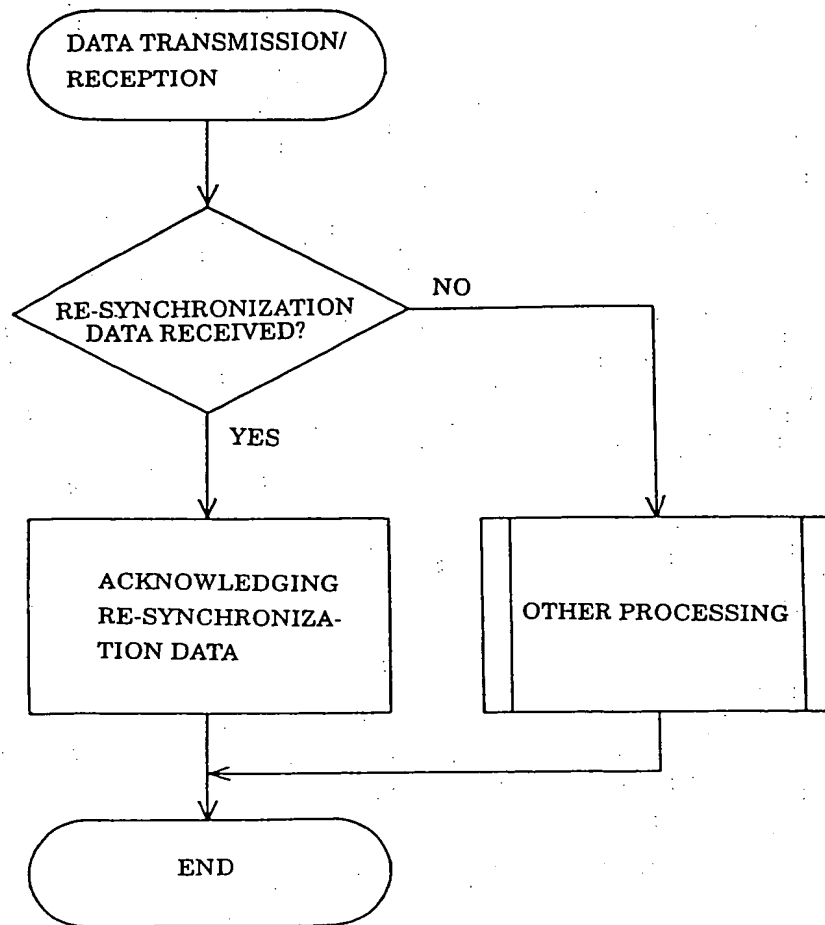 DATA TRANSMISSION/
RECEPTION
RE-SYNCHRONIZATION
DATA RECEIVED?
NO
YES
ACKNOWLEDGING
RE-SYNCHRONIZA-
TION DATA
OTHER PROCESSING
END